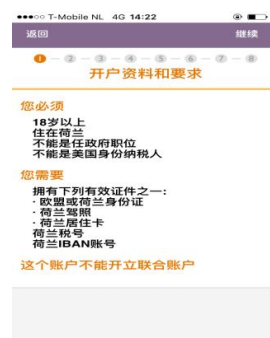 T-Mobile NL 4G 14:22
返回 继续
1 2 3 4 5 6 7 8
开户资料和要求
您必须
18岁以上
住在荷兰
不能是任政府职位
不能是美国身份纳税人
您需要
拥有下列有效证件之一:
· 欧盟或荷兰身份证
· 荷兰驾照
· 荷兰居住卡
荷兰税号
荷兰IBAN账号
这个账户不能开立联合账户